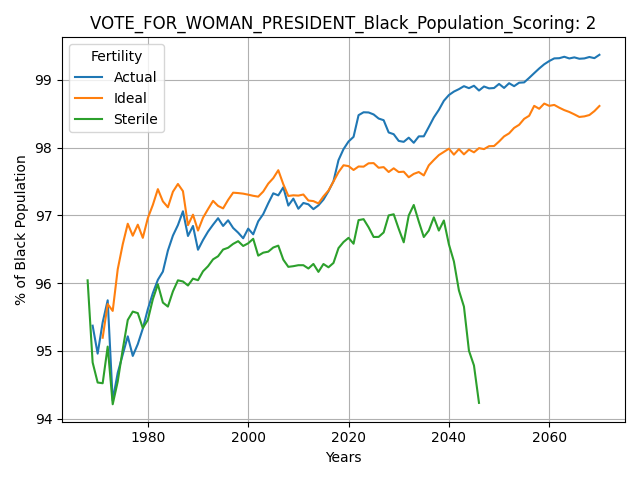 VOTE_FOR_WOMAN_PRESIDENT_Black_Population_Scoring: 2
Fertility
Actual
Ideal
Sterile
% of Black Population
99
98
97
96
95
94
1980
2000
2020
2040
2060
Years